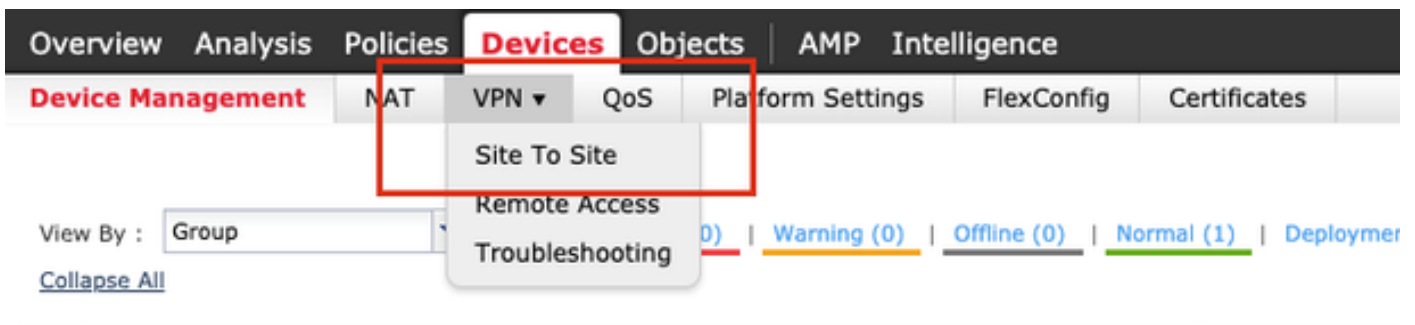 Overview Analysis Policies Devices Objects AMP Intelligence
Device Management NAT VPN ▾ QoS Platform Settings FlexConfig Certificates
Site To Site
Remote Access
View By : Group 0) | Warning (0) | Offline (0) | Normal (1) | Deploymer
Troubleshooting
Collapse All